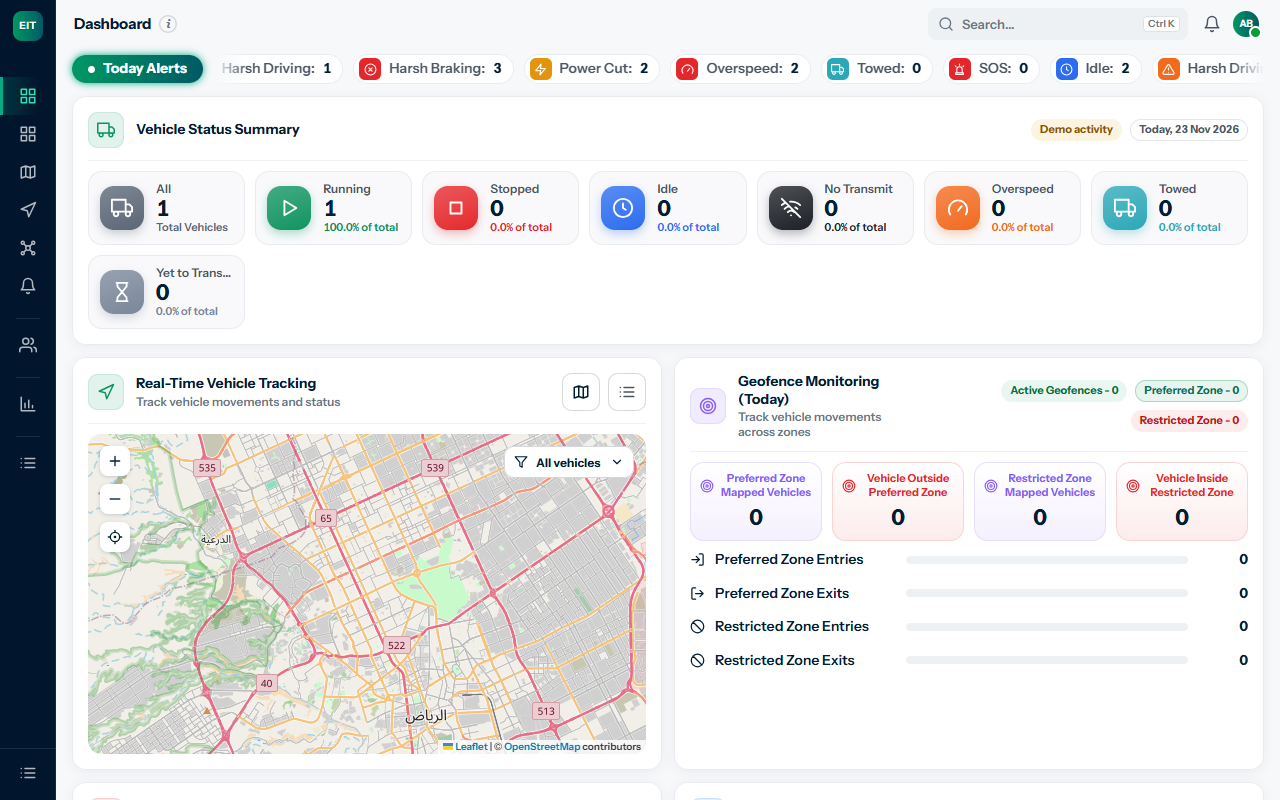 EIT
Dashboard
Search...
Ctrl K
AB
Today Alerts
Harsh Driving: 1
Harsh Braking: 3
Power Cut: 2
Overspeed: 2
Towed: 0
SOS: 0
Idle: 2
Harsh Drivin
Vehicle Status Summary
Demo activity
Today, 23 Nov 2026
All
1
Total Vehicles
Running
1
100.0% of total
Stopped
0
0.0% of total
Idle
0
0.0% of total
No Transmit
0
0.0% of total
Overspeed
0
0.0% of total
Towed
0
0.0% of total
Yet to Trans...
0
0.0% of total
Real-Time Vehicle Tracking
Track vehicle movements and status
+
−
All vehicles
535
539
65
الدرعية
522
40
الرياض
513
Leaflet | © OpenStreetMap contributors
Geofence Monitoring
(Today)
Track vehicle movements
across zones
Active Geofences - 0
Preferred Zone - 0
Restricted Zone - 0
Preferred Zone
Mapped Vehicles
0
Vehicle Outside
Preferred Zone
0
Restricted Zone
Mapped Vehicles
0
Vehicle Inside
Restricted Zone
0
Preferred Zone Entries 0
Preferred Zone Exits 0
Restricted Zone Entries 0
Restricted Zone Exits 0